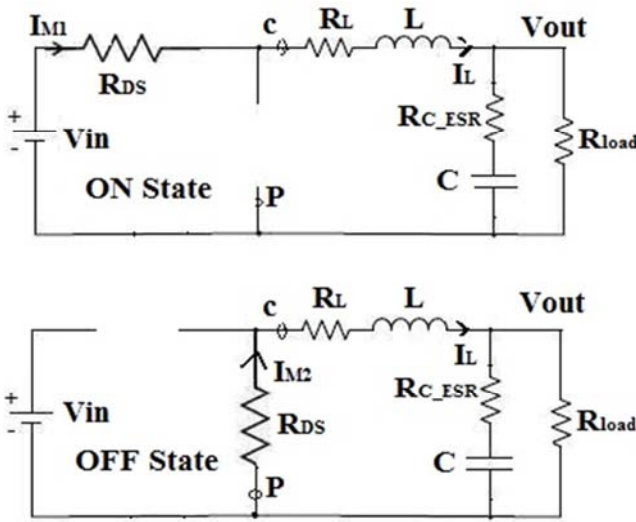 IM1 c RL L Vout
RDS IL
RC_ESR
+
- Vin Rload
ON State P C
c RL L Vout
IM2 IL
+ RC_ESR
- Vin RDS Rload
OFF State P C